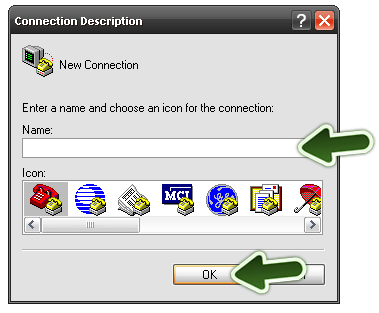 Connection Description
New Connection
Enter a name and choose an icon for the connection:
Name:
Icon:
MCI
OK